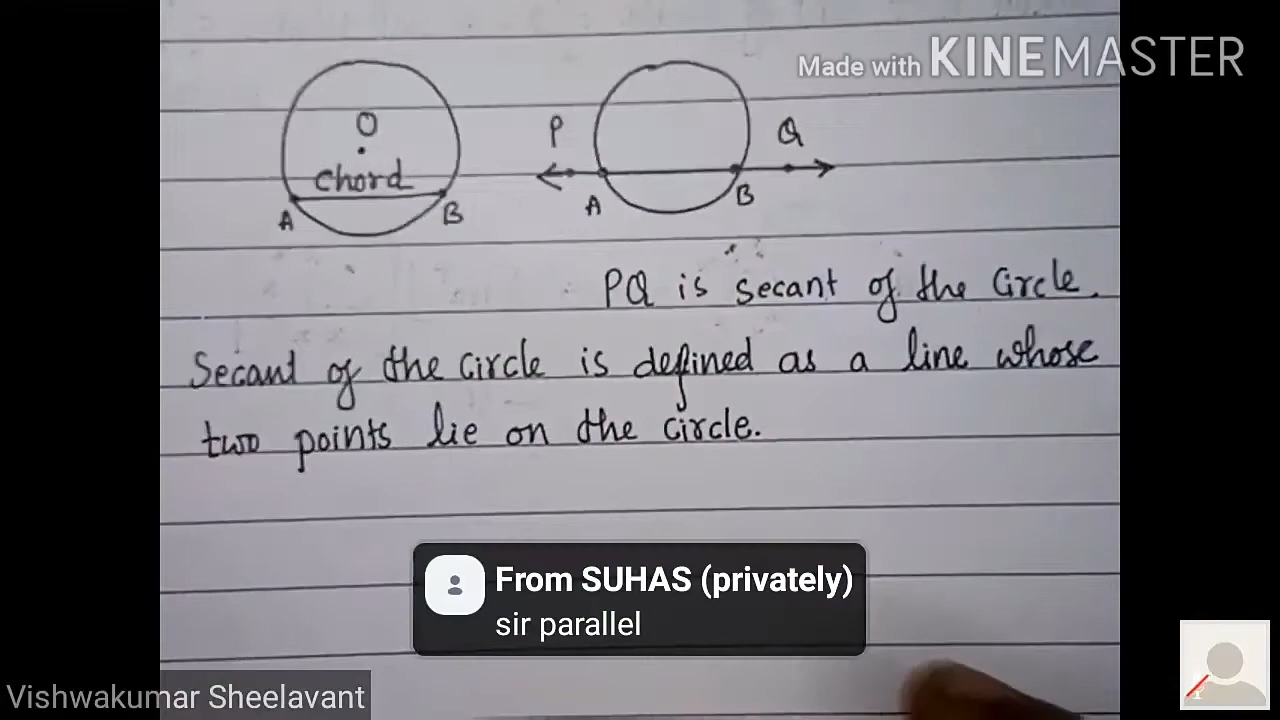 Made with KINEMASTER
O
P
Q
chord
A
B
A
B
PQ is secant of the circle.
Secant of the circle is defined as a line whose
two points lie on the circle.
From SUHAS (privately)
sir parallel
Vishwakumar Sheelavant